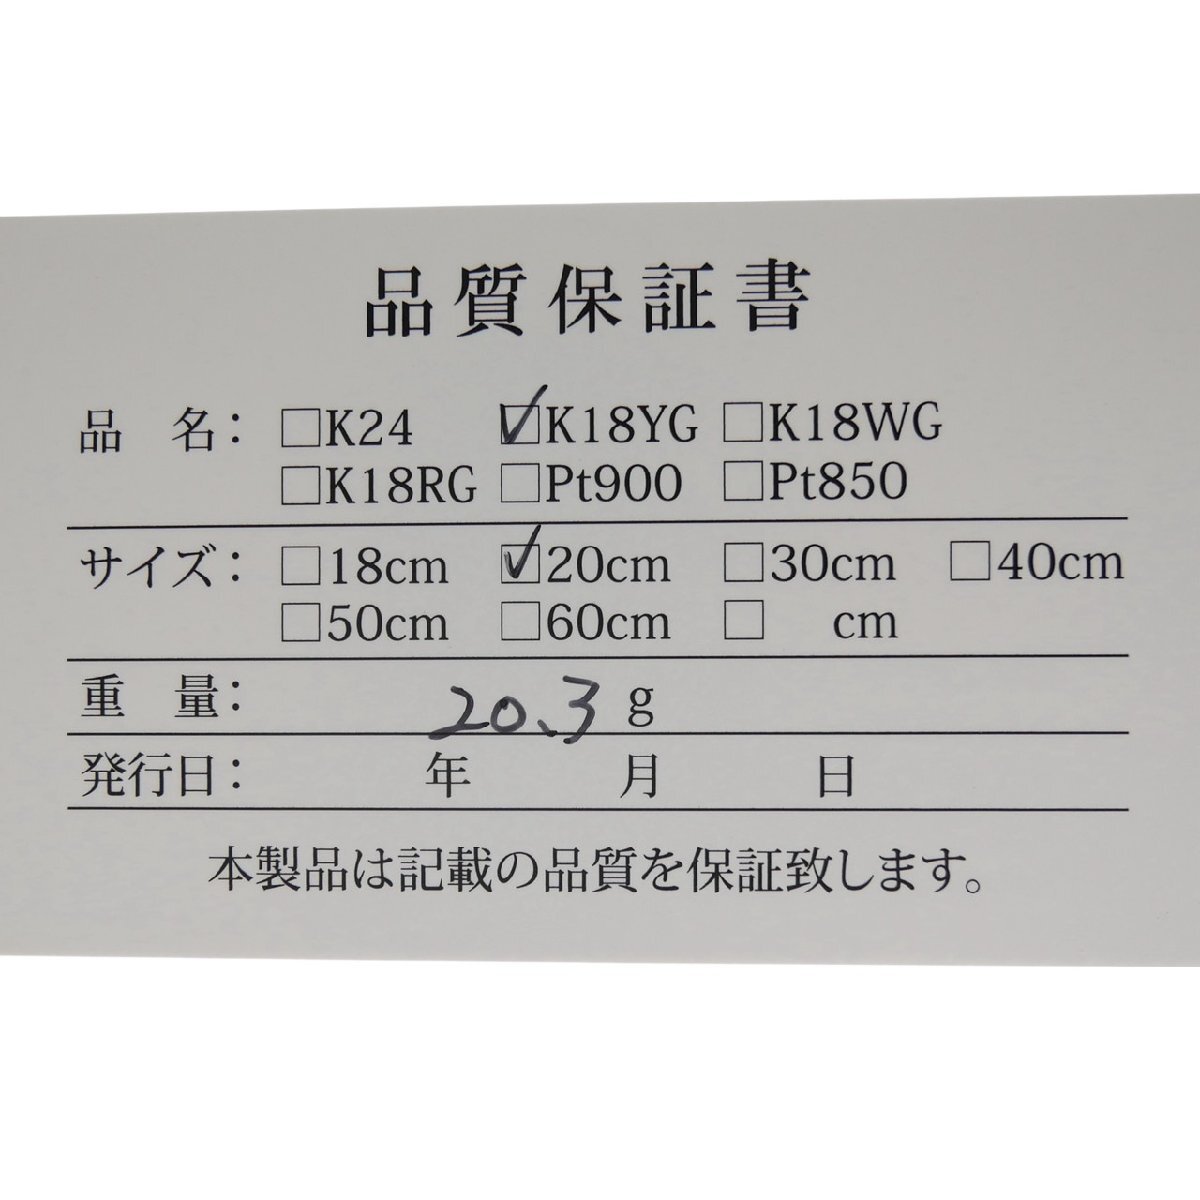 品質保証書
品名：□K24 ☑K18YG □K18WG
□K18RG □Pt900 □Pt850
サイズ：□18cm ☑20cm □30cm □40cm
□50cm □60cm □ cm
重量： 20.3 g
発行日： 年 月 日
本製品は記載の品質を保証致します。